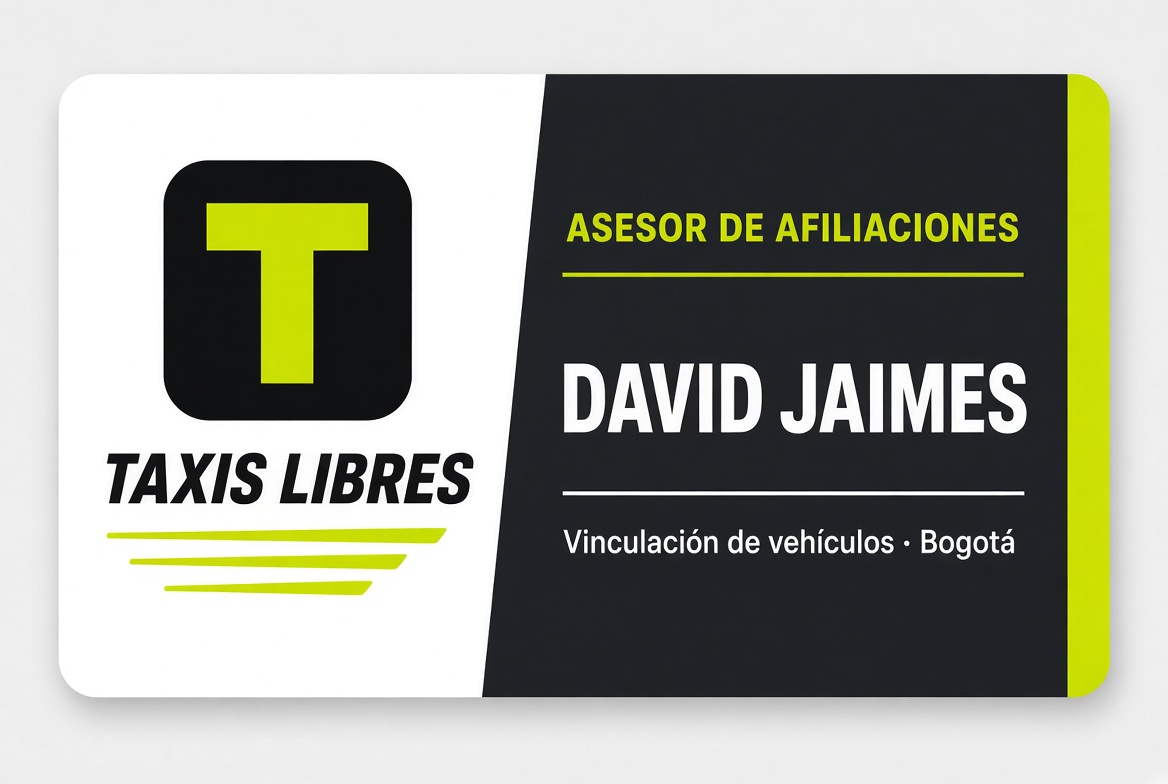 T
TAXIS LIBRES
ASESOR DE AFILIACIONES
DAVID JAIMES
Vinculación de vehículos · Bogotá